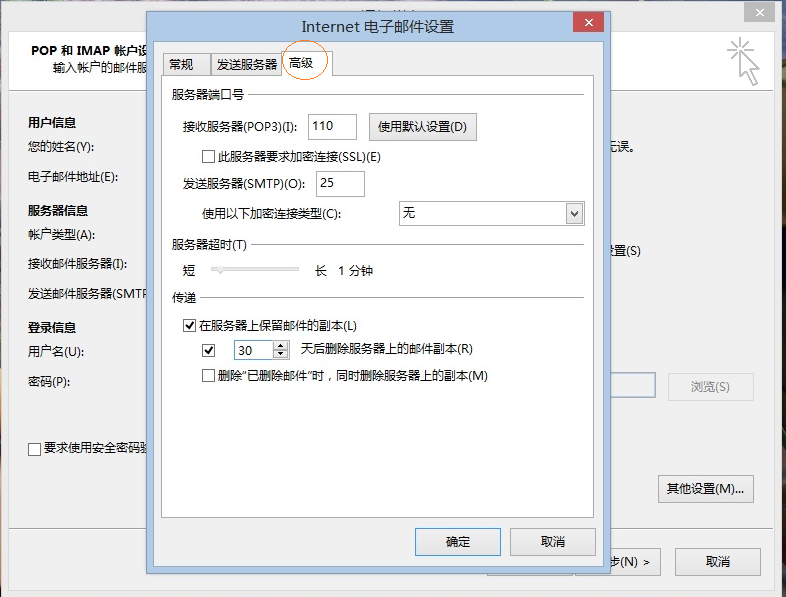 Internet 电子邮件设置
常规 发送服务器 高级
服务器端口号
接收服务器(POP3)(I): 110 使用默认设置(D)
此服务器要求加密连接(SSL)(E)
发送服务器(SMTP)(O): 25
使用以下加密连接类型(C): 无
服务器超时(T)
短 长 1 分钟
传递
在服务器上保留邮件的副本(L)
30 天后删除服务器上的邮件副本(R)
删除“已删除邮件”时，同时删除服务器上的副本(M)
确定 取消
POP 和 IMAP 帐户设
输入帐户的邮件服
用户信息
您的姓名(Y):
无误。
电子邮件地址(E):
服务器信息
帐户类型(A):
置(S)
接收邮件服务器(I):
发送邮件服务器(SMTP
登录信息
用户名(U):
密码(P):
浏览(S)
要求使用安全密码验
其他设置(M)...
步(N) >
取消